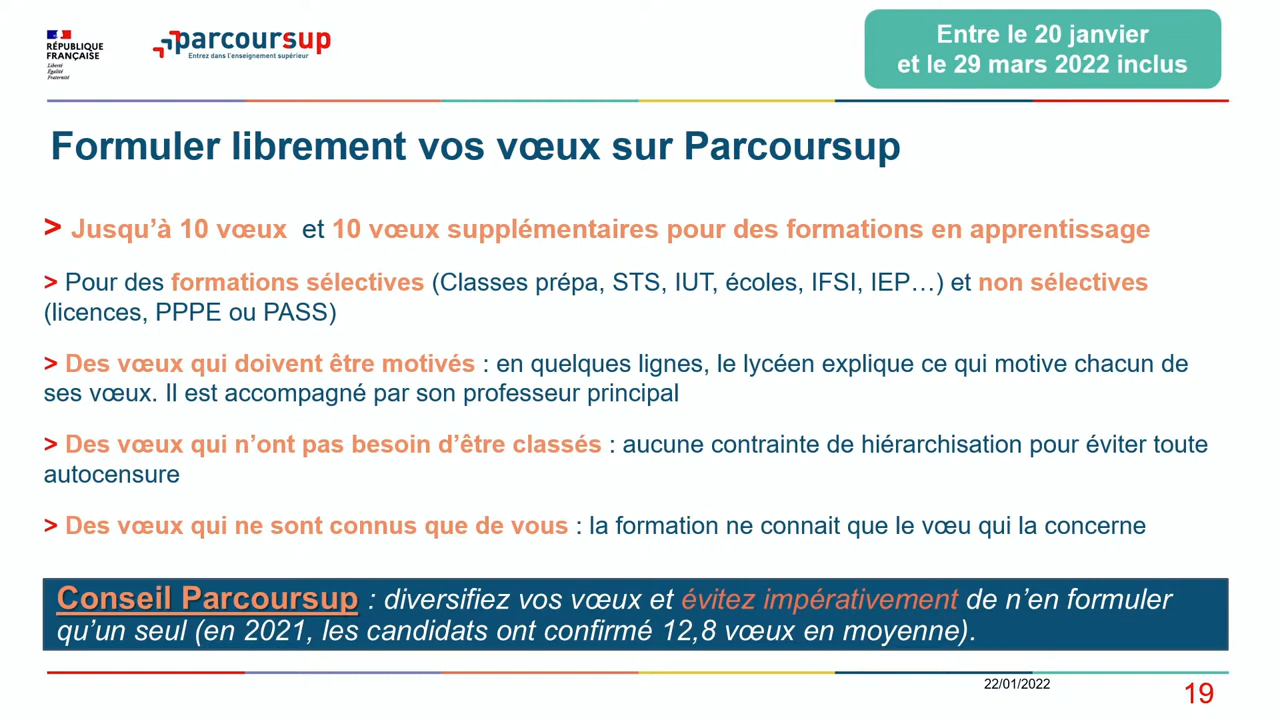 RÉPUBLIQUE
FRANÇAISE
Liberté
Égalité
Fraternité
parcoursup
Entrez dans l'enseignement supérieur
Entre le 20 janvier
et le 29 mars 2022 inclus
Formuler librement vos vœux sur Parcoursup
> Jusqu’à 10 vœux et 10 vœux supplémentaires pour des formations en apprentissage
> Pour des formations sélectives (Classes prépa, STS, IUT, écoles, IFSI, IEP…) et non sélectives
(licences, PPPE ou PASS)
> Des vœux qui doivent être motivés : en quelques lignes, le lycéen explique ce qui motive chacun de
ses vœux. Il est accompagné par son professeur principal
> Des vœux qui n’ont pas besoin d’être classés : aucune contrainte de hiérarchisation pour éviter toute
autocensure
> Des vœux qui ne sont connus que de vous : la formation ne connait que le vœu qui la concerne
Conseil Parcoursup : diversifiez vos vœux et évitez impérativement de n’en formuler
qu’un seul (en 2021, les candidats ont confirmé 12,8 vœux en moyenne).
22/01/2022
19